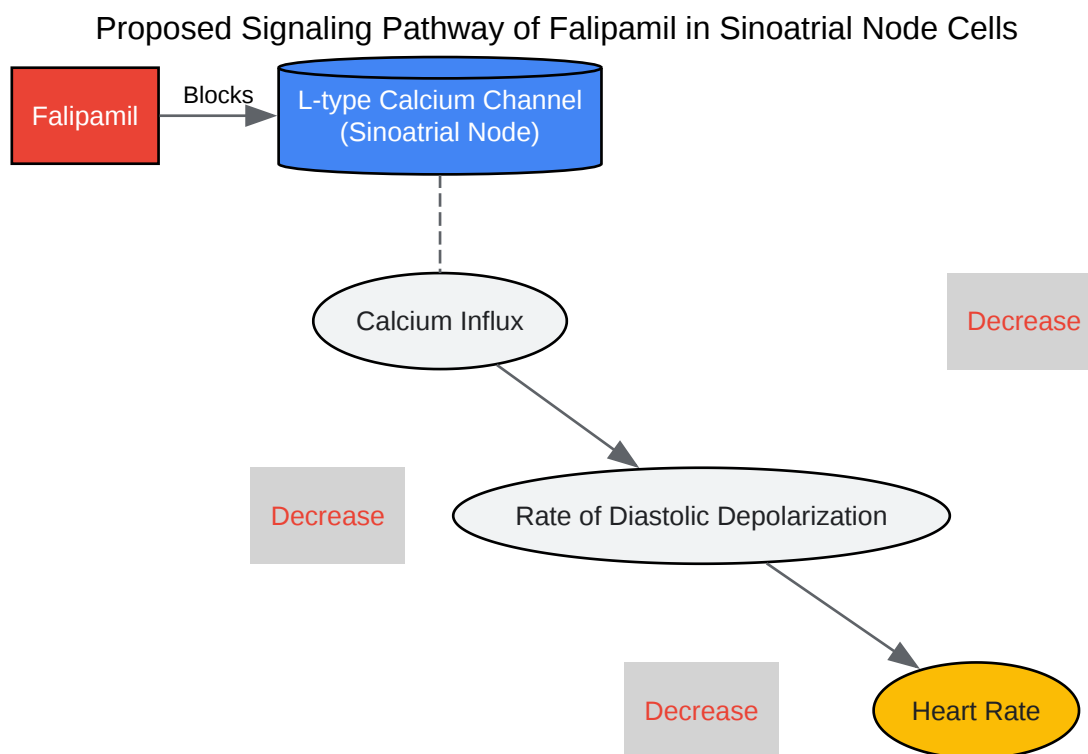 Proposed Signaling Pathway of Falipamil in Sinoatrial Node Cells
Falipamil
Blocks
L-type Calcium Channel
(Sinoatrial Node)
Calcium Influx
Decrease
Decrease
Rate of Diastolic Depolarization
Decrease
Heart Rate